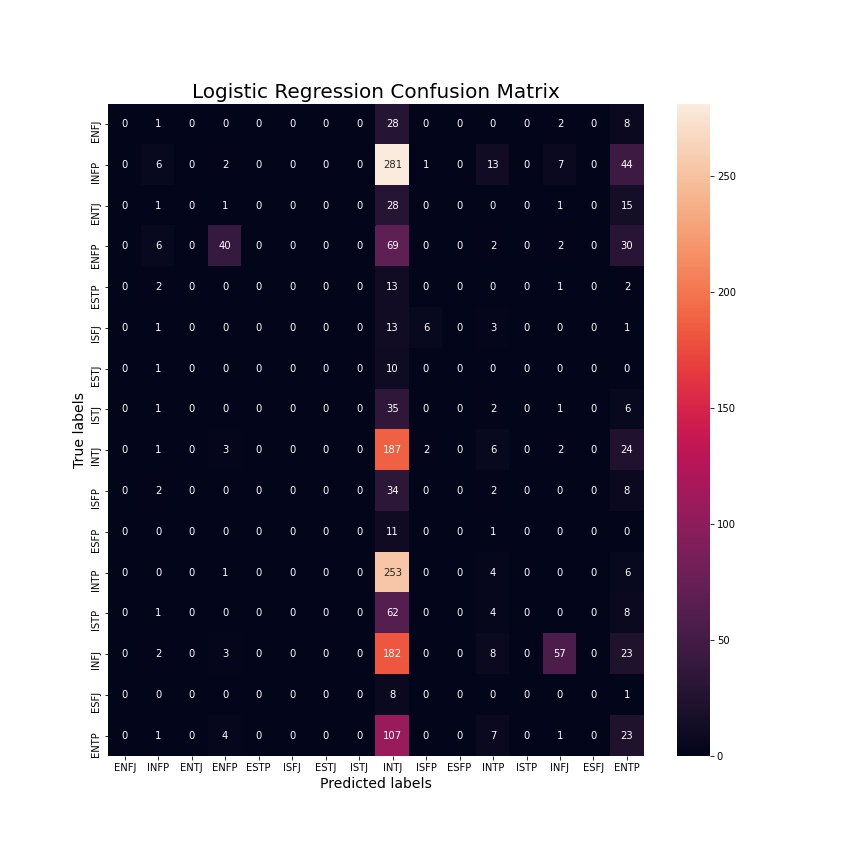 Logistic Regression Confusion Matrix
True labels
ENFJ 0 1 0 0 0 0 0 0 28 0 0 0 0 2 0 8
INFP 0 6 0 2 0 0 0 0 281 1 0 13 0 7 0 44
ENTJ 0 1 0 1 0 0 0 0 28 0 0 0 0 1 0 15
ENFP 0 6 0 40 0 0 0 0 69 0 0 2 0 2 0 30
ESTP 0 2 0 0 0 0 0 0 13 0 0 0 0 1 0 2
ISFJ 0 1 0 0 0 0 0 0 13 6 0 3 0 0 0 1
ESTJ 0 1 0 0 0 0 0 0 10 0 0 0 0 0 0 0
ISTJ 0 1 0 0 0 0 0 0 35 0 0 2 0 1 0 6
INTJ 0 1 0 3 0 0 0 0 187 2 0 6 0 2 0 24
ISFP 0 2 0 0 0 0 0 0 34 0 0 2 0 0 0 8
ESFP 0 0 0 0 0 0 0 0 11 0 0 1 0 0 0 0
INTP 0 0 0 1 0 0 0 0 253 0 0 4 0 0 0 6
ISTP 0 1 0 0 0 0 0 0 62 0 0 4 0 0 0 8
INFJ 0 2 0 3 0 0 0 0 182 0 0 8 0 57 0 23
ESFJ 0 0 0 0 0 0 0 0 8 0 0 0 0 0 0 1
ENTP 0 1 0 4 0 0 0 0 107 0 0 7 0 1 0 23
ENFJ INFP ENTJ ENFP ESTP ISFJ ESTJ ISTJ INTJ ISFP ESFP INTP ISTP INFJ ESFJ ENTP
Predicted labels
250
200
150
100
50
0